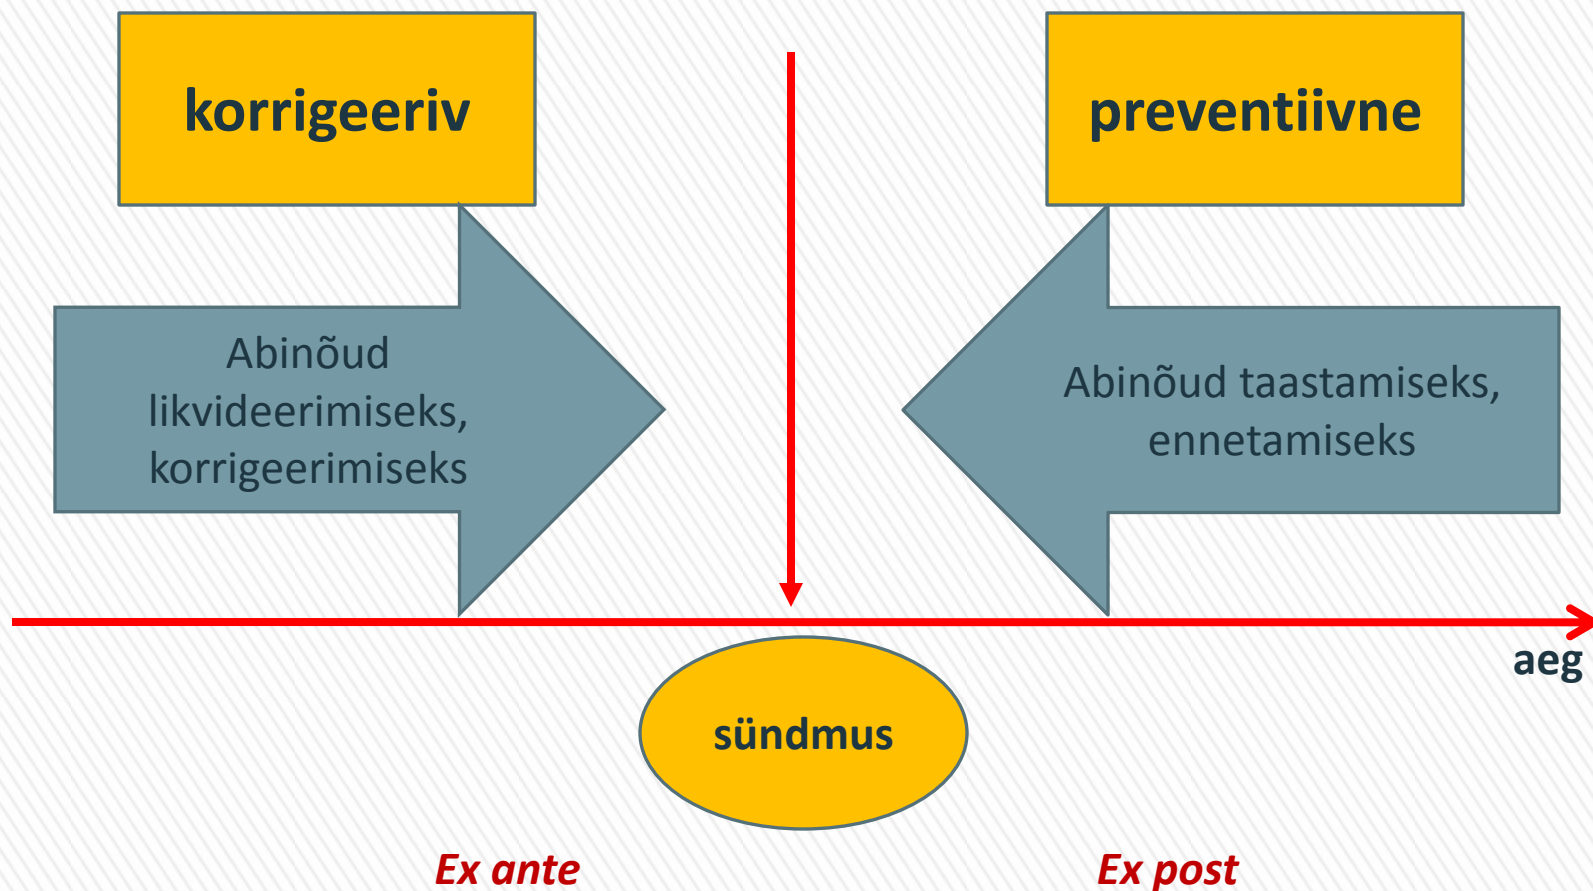 korrigeeriv
preventiivne
Abinõud
likvideerimiseks,
korrigeerimiseks
Abinõud taastamiseks,
ennetamiseks
aeg
sündmus
Ex ante
Ex post